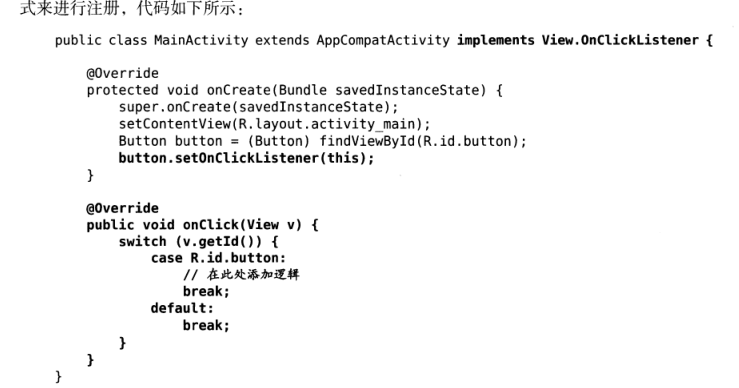 式来进行注册，代码如下所示：
public class MainActivity extends AppCompatActivity implements View.OnClickListener {
@Override
protected void onCreate(Bundle savedInstanceState) {
super.onCreate(savedInstanceState);
setContentView(R.layout.activity_main);
Button button = (Button) findViewById(R.id.button);
button.setOnClickListener(this);
}
@Override
public void onClick(View v) {
switch (v.getId()) {
case R.id.button:
// 在此处添加逻辑
break;
default:
break;
}
}
}